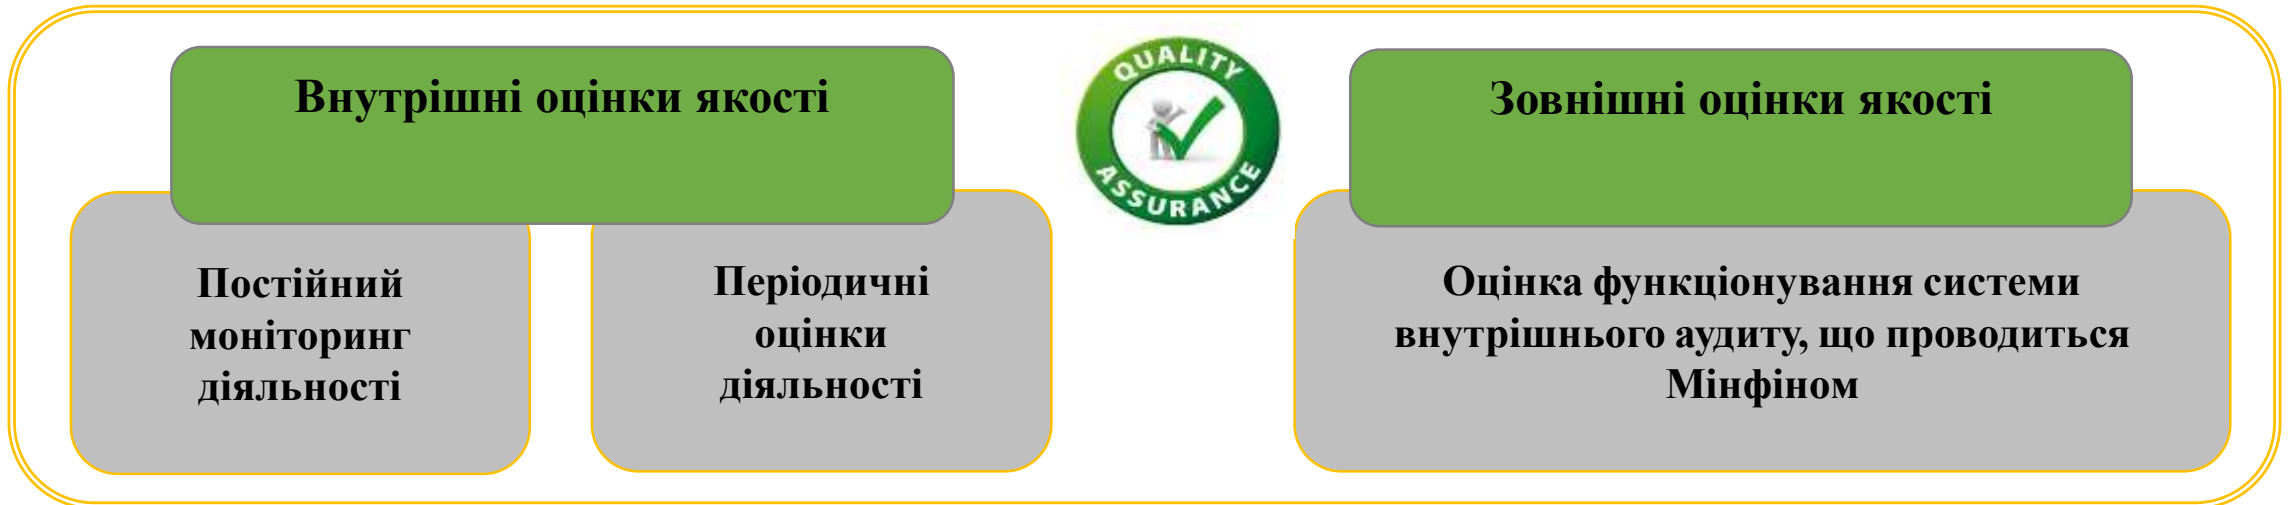 Внутрішні оцінки якості
Постійний
моніторинг
діяльності
Періодичні
оцінки
діяльності
QUALITY
ASSURANCE
Зовнішні оцінки якості
Оцінка функціонування системи
внутрішнього аудиту, що проводиться
Мінфіном